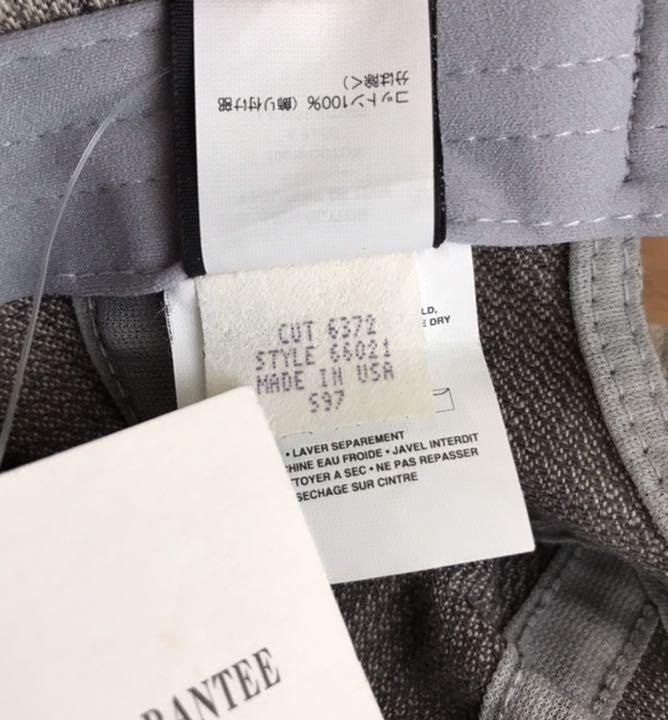 コットン100% (飾り付け部
分は除く)
LD,
E DRY
CUT 6372
STYLE 66021
MADE IN USA
597
• LAVER SEPAREMENT
HINE EAU FROIDE • JAVEL INTERDIT
TOYER A SEC • NE PAS REPASSER
SECHAGE SUR CINTRE
RANTEE